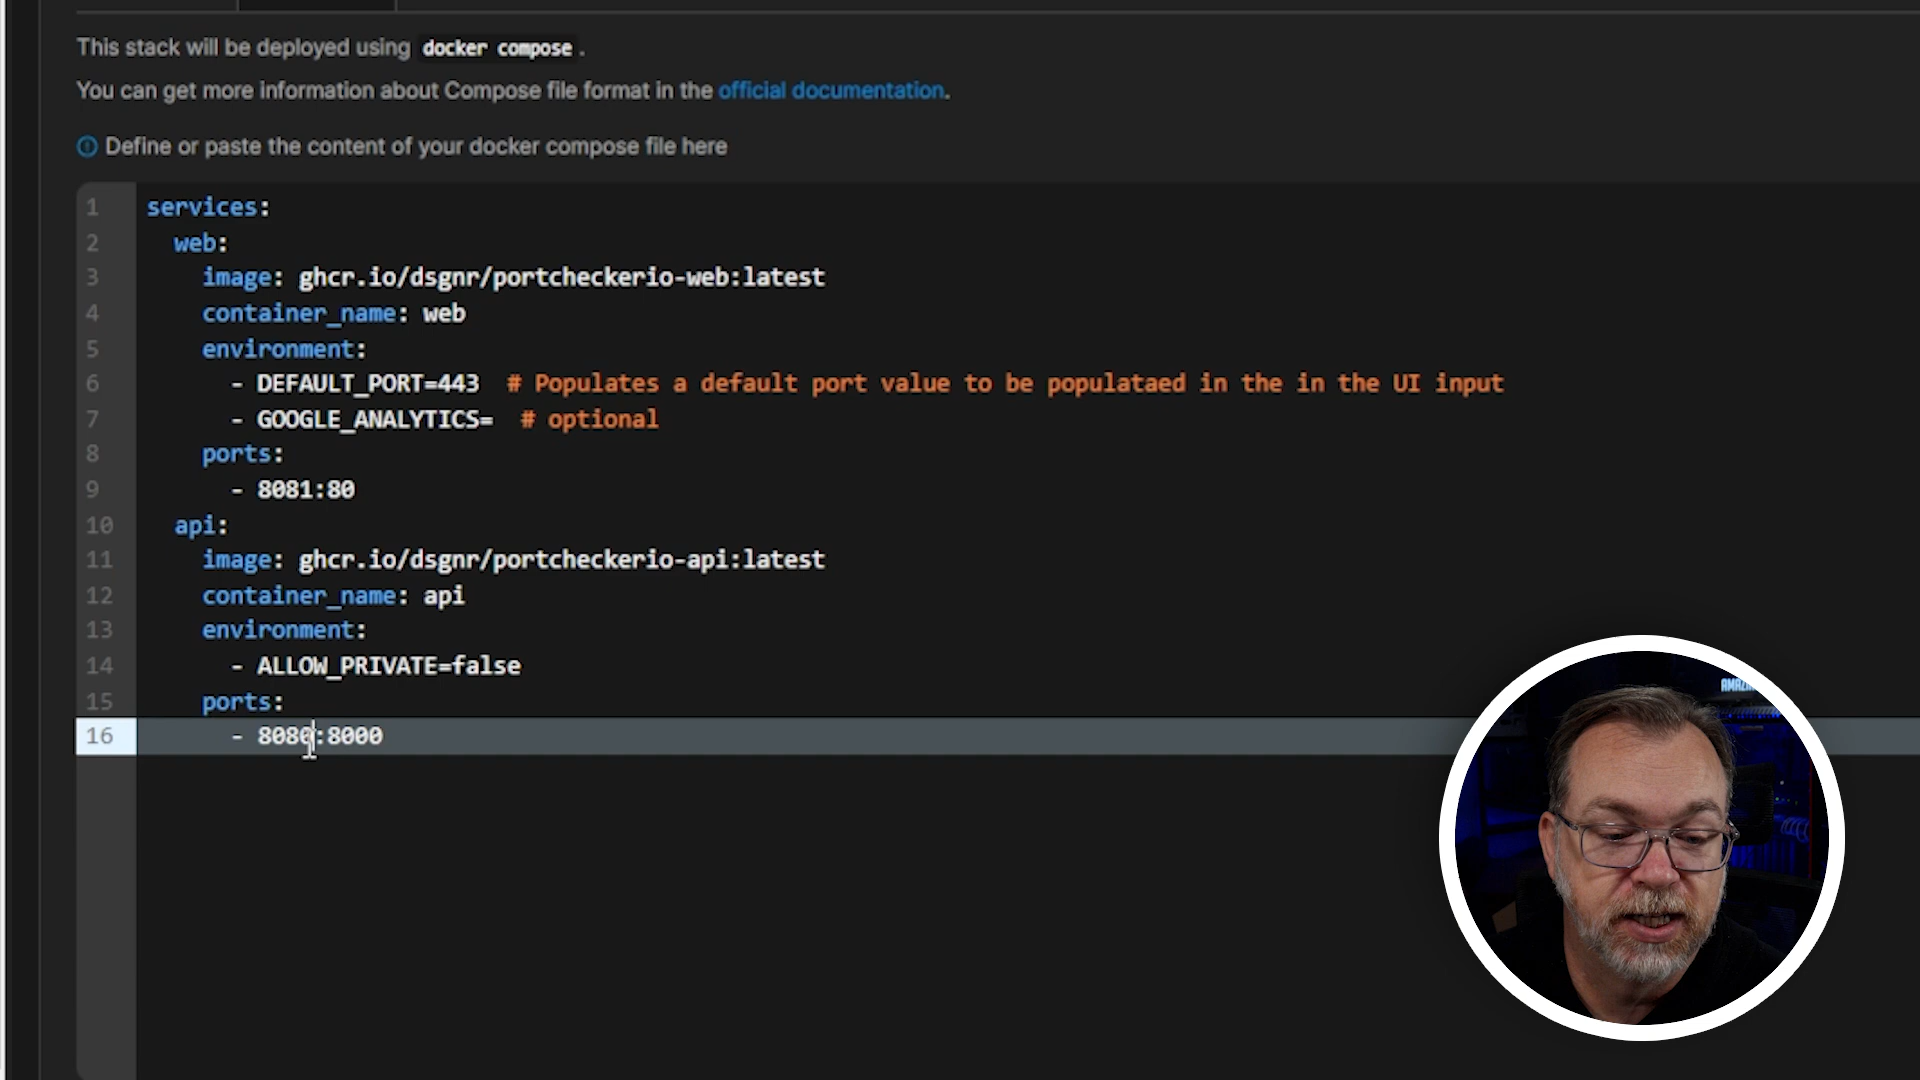 This stack will be deployed using docker compose .
You can get more information about Compose file format in the official documentation.
Define or paste the content of your docker compose file here
1 services:
2 web:
3 image: ghcr.io/dsgnr/portcheckerio-web:latest
4 container_name: web
5 environment:
6 - DEFAULT_PORT=443 # Populates a default port value to be populataed in the in the UI input
7 - GOOGLE_ANALYTICS= # optional
8 ports:
9 - 8081:80
10 api:
11 image: ghcr.io/dsgnr/portcheckerio-api:latest
12 container_name: api
13 environment:
14 - ALLOW_PRIVATE=false
15 ports:
16 - 8080:8000